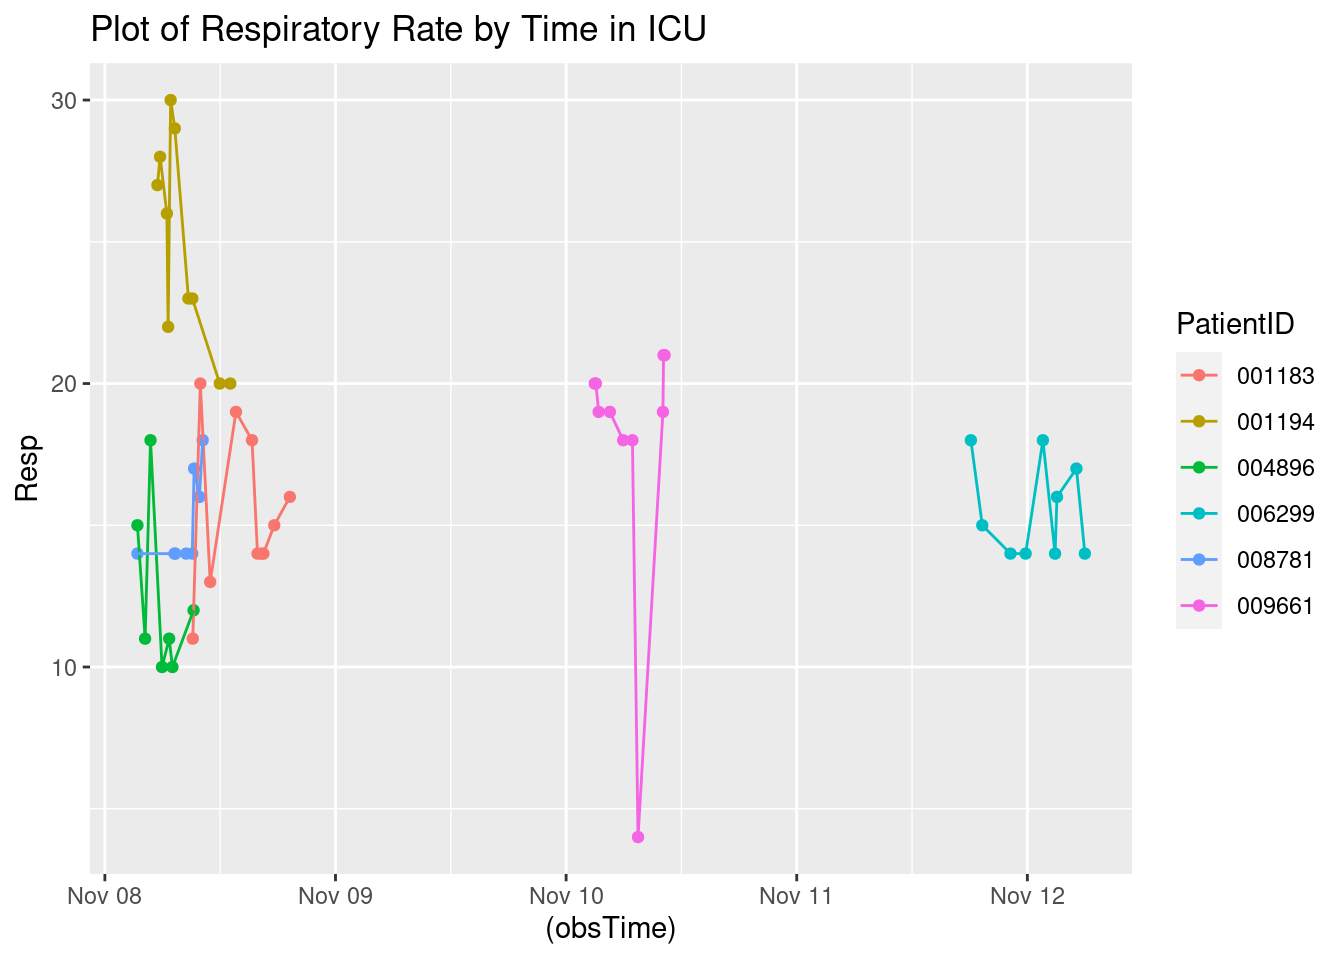 Plot of Respiratory Rate by Time in ICU
30
20
10
Resp
Nov 08
Nov 09
Nov 10
Nov 11
Nov 12
(obsTime)
PatientID
001183
001194
004896
006299
008781
009661